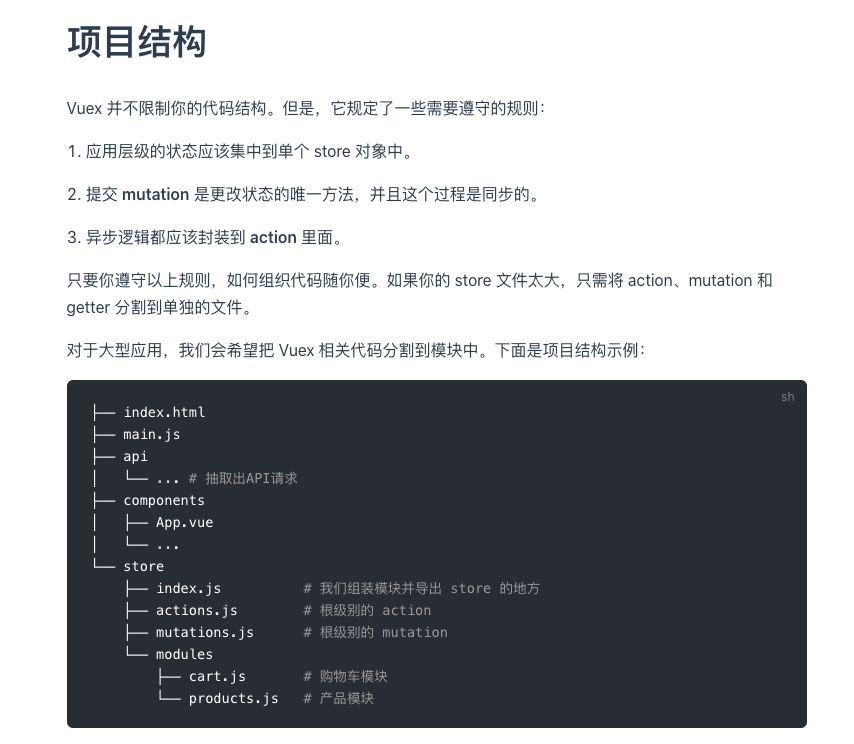 项目结构
Vuex 并不限制你的代码结构。但是，它规定了一些需要遵守的规则：
1. 应用层级的状态应该集中到单个 store 对象中。
2. 提交 mutation 是更改状态的唯一方法，并且这个过程是同步的。
3. 异步逻辑都应该封装到 action 里面。
只要你遵守以上规则，如何组织代码随你便。如果你的 store 文件太大，只需将 action、mutation 和
getter 分割到单独的文件。
对于大型应用，我们会希望把 Vuex 相关代码分割到模块中。下面是项目结构示例：
sh
├── index.html
├── main.js
├── api
│   └── ... # 抽取出API请求
├── components
│   ├── App.vue
│   └── ...
└── store
    ├── index.js          # 我们组装模块并导出 store 的地方
    ├── actions.js        # 根级别的 action
    ├── mutations.js      # 根级别的 mutation
    └── modules
        ├── cart.js       # 购物车模块
        └── products.js   # 产品模块